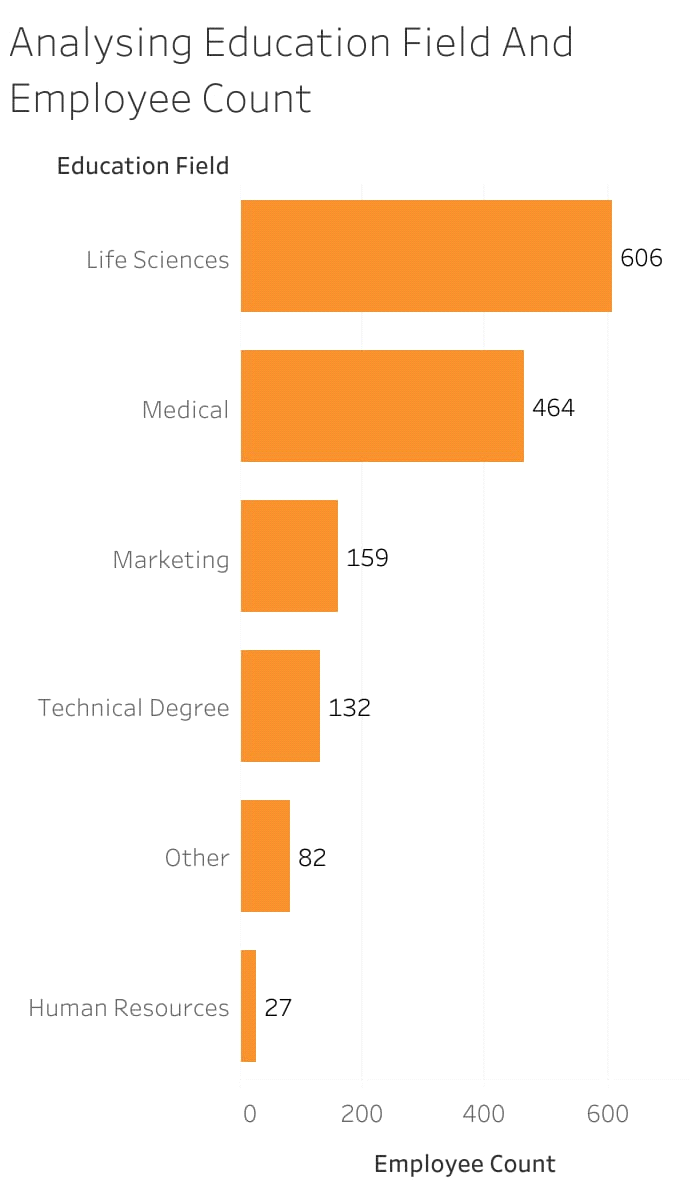 Analysing Education Field And
Employee Count
Education Field
Life Sciences 606
Medical 464
Marketing 159
Technical Degree 132
Other 82
Human Resources 27
0 200 400 600
Employee Count